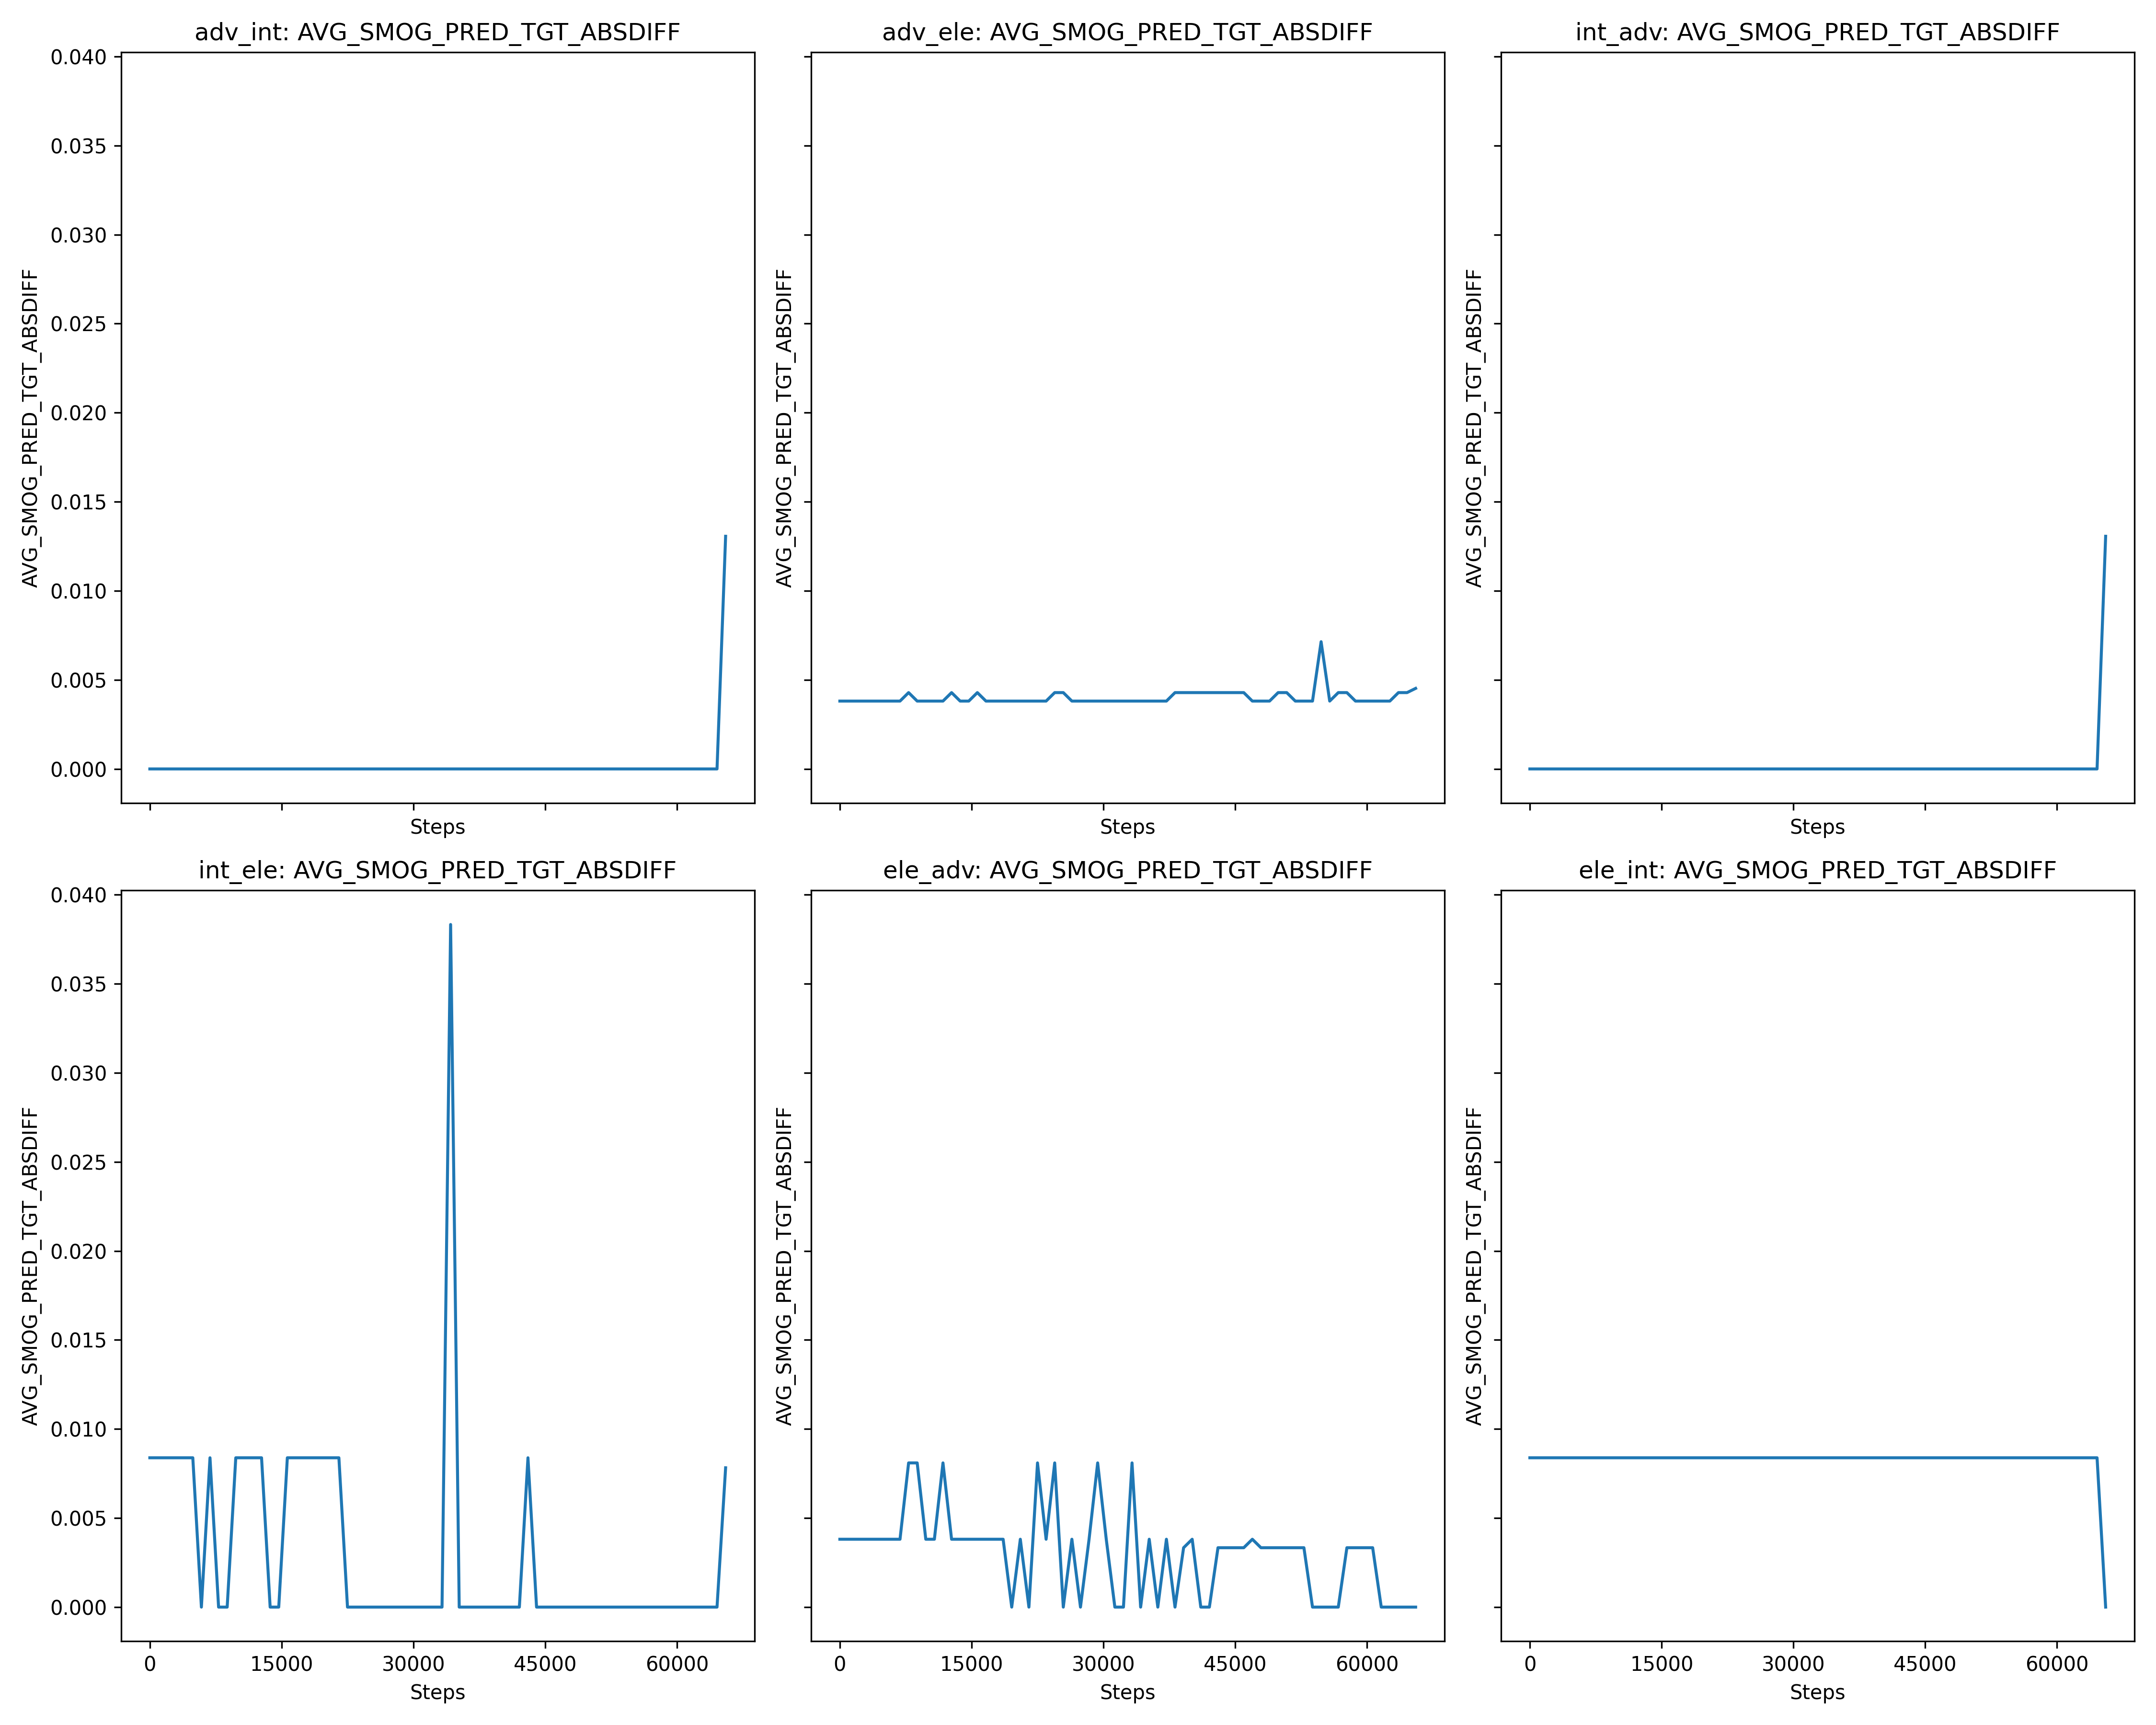 adv_int: AVG_SMOG_PRED_TGT_ABSDIFF
adv_ele: AVG_SMOG_PRED_TGT_ABSDIFF
int_adv: AVG_SMOG_PRED_TGT_ABSDIFF
AVG_SMOG_PRED_TGT_ABSDIFF
0.040
0.035
0.030
0.025
0.020
0.015
0.010
0.005
0.000
Steps
AVG_SMOG_PRED_TGT_ABSDIFF
Steps
AVG_SMOG_PRED_TGT_ABSDIFF
Steps
int_ele: AVG_SMOG_PRED_TGT_ABSDIFF
ele_adv: AVG_SMOG_PRED_TGT_ABSDIFF
ele_int: AVG_SMOG_PRED_TGT_ABSDIFF
AVG_SMOG_PRED_TGT_ABSDIFF
0.040
0.035
0.030
0.025
0.020
0.015
0.010
0.005
0.000
0 15000 30000 45000 60000
Steps
AVG_SMOG_PRED_TGT_ABSDIFF
0 15000 30000 45000 60000
Steps
AVG_SMOG_PRED_TGT_ABSDIFF
0 15000 30000 45000 60000
Steps